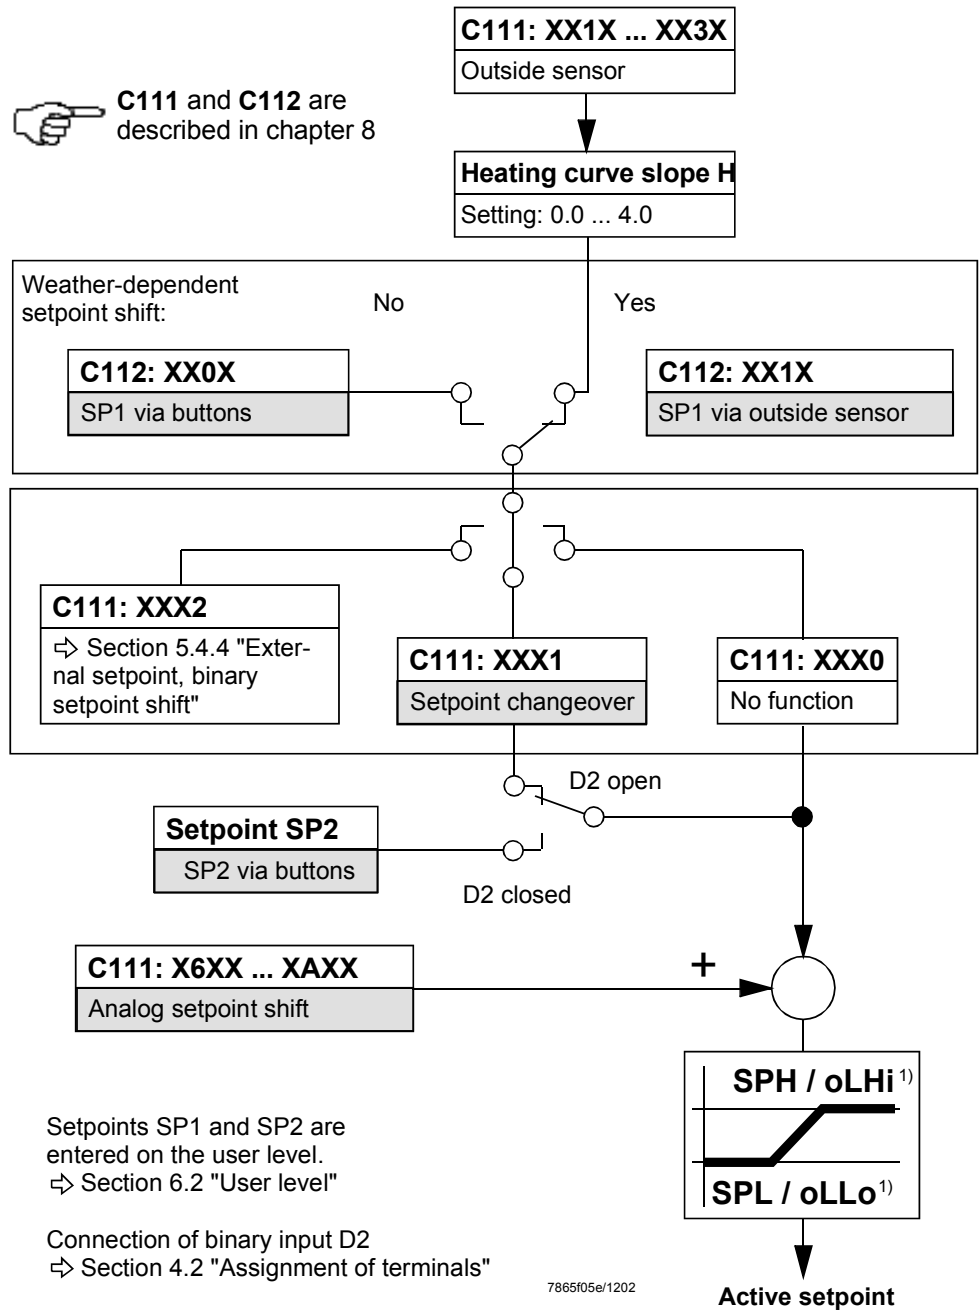 C111: XX1X ... XX3X
Outside sensor
C111 and C112 are
described in chapter 8
Heating curve slope H
Setting: 0.0 ... 4.0
Weather-dependent
setpoint shift:
No
Yes
C112: XX0X
SP1 via buttons
C112: XX1X
SP1 via outside sensor
C111: XXX2
⇨ Section 5.4.4 "Exter-
nal setpoint, binary
setpoint shift"
C111: XXX1
Setpoint changeover
C111: XXX0
No function
D2 open
Setpoint SP2
SP2 via buttons
D2 closed
C111: X6XX ... XAXX
Analog setpoint shift
+
SPH / oLHi 1)
SPL / oLLo 1)
Setpoints SP1 and SP2 are
entered on the user level.
⇨ Section 6.2 "User level"
Connection of binary input D2
⇨ Section 4.2 "Assignment of terminals"
7865f05e/1202
Active setpoint